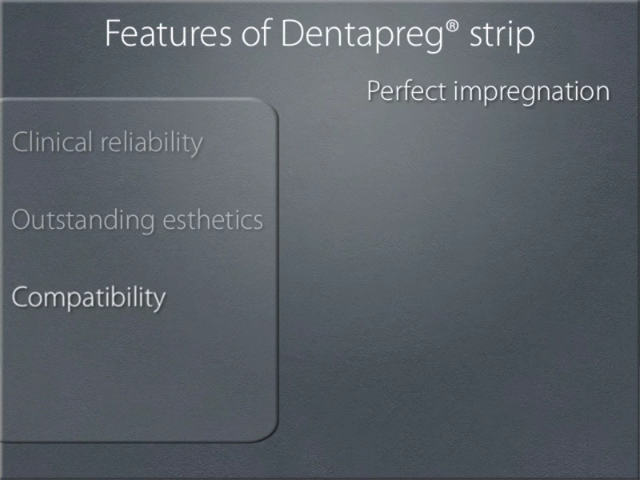 Features of Dentapreg® strip
Perfect impregnation
Clinical reliability
Outstanding esthetics
Compatibility